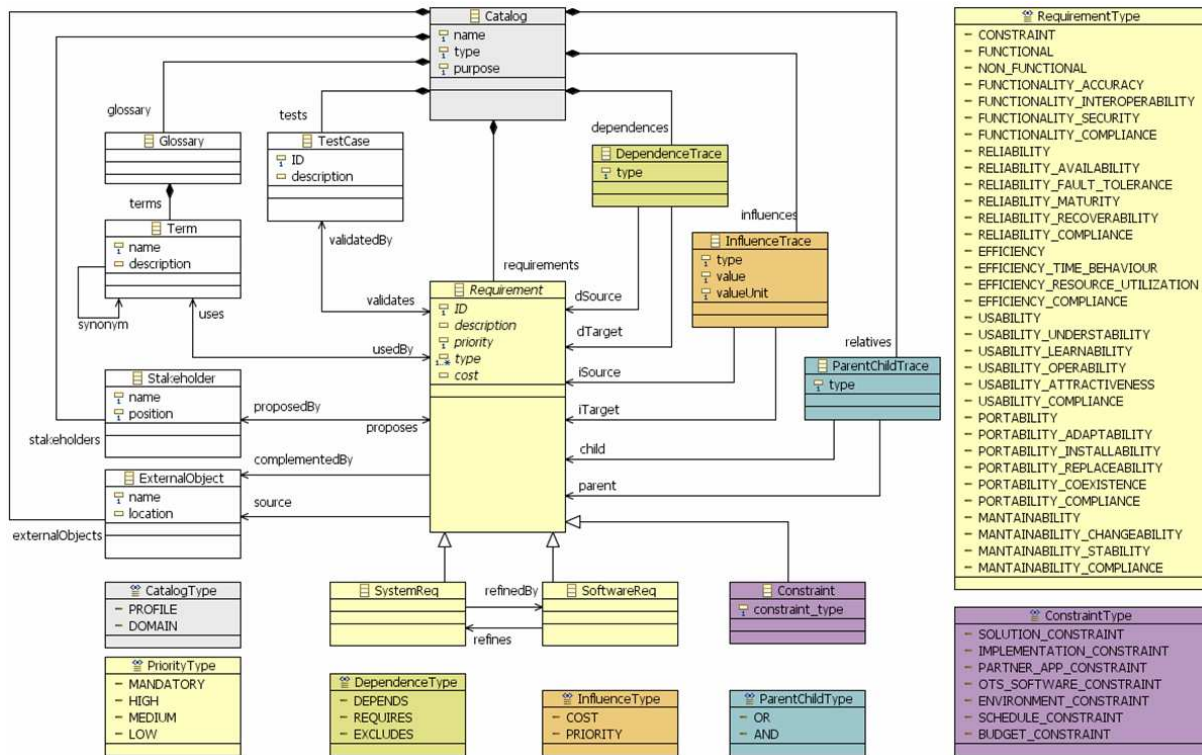 Catalog
name
type
purpose
glossary
tests
dependences
influences
relatives
Glossary
TestCase
ID
description
DependenceTrace
type
terms
Term
name
description
synonym
uses
usedBy
validatedBy
validates
requirements
InfluenceTrace
type
value
valueUnit
Requirement
ID
description
priority
type
cost
dSource
dTarget
iSource
iTarget
child
parent
ParentChildTrace
type
Stakeholder
name
position
stakeholders
proposedBy
proposes
complementedBy
source
ExternalObject
name
location
externalObjects
SystemReq
refinedBy
refines
SoftwareReq
Constraint
constraint_type
CatalogType
PROFILE
DOMAIN
PriorityType
MANDATORY
HIGH
MEDIUM
LOW
DependenceType
DEPENDS
REQUIRES
EXCLUDES
InfluenceType
COST
PRIORITY
ParentChildType
OR
AND
RequirementType
CONSTRAINT
FUNCTIONAL
NON_FUNCTIONAL
FUNCTIONALITY_ACCURACY
FUNCTIONALITY_INTEROPERABILITY
FUNCTIONALITY_SECURITY
FUNCTIONALITY_COMPLIANCE
RELIABILITY
RELIABILITY_AVAILABILITY
RELIABILITY_FAULT_TOLERANCE
RELIABILITY_MATURITY
RELIABILITY_RECOVERABILITY
RELIABILITY_COMPLIANCE
EFFICIENCY
EFFICIENCY_TIME_BEHAVIOUR
EFFICIENCY_RESOURCE_UTILIZATION
EFFICIENCY_COMPLIANCE
USABILITY
USABILITY_UNDERSTABILITY
USABILITY_LEARNABILITY
USABILITY_OPERABILITY
USABILITY_ATTRACTIVENESS
USABILITY_COMPLIANCE
PORTABILITY
PORTABILITY_ADAPTABILITY
PORTABILITY_INSTALLABILITY
PORTABILITY_REPLACEABILITY
PORTABILITY_COEXISTENCE
PORTABILITY_COMPLIANCE
MANTAINABILITY
MANTAINABILITY_CHANGEABILITY
MANTAINABILITY_STABILITY
MANTAINABILITY_COMPLIANCE
ConstraintType
SOLUTION_CONSTRAINT
IMPLEMENTATION_CONSTRAINT
PARTNER_APP_CONSTRAINT
OTS_SOFTWARE_CONSTRAINT
ENVIRONMENT_CONSTRAINT
SCHEDULE_CONSTRAINT
BUDGET_CONSTRAINT